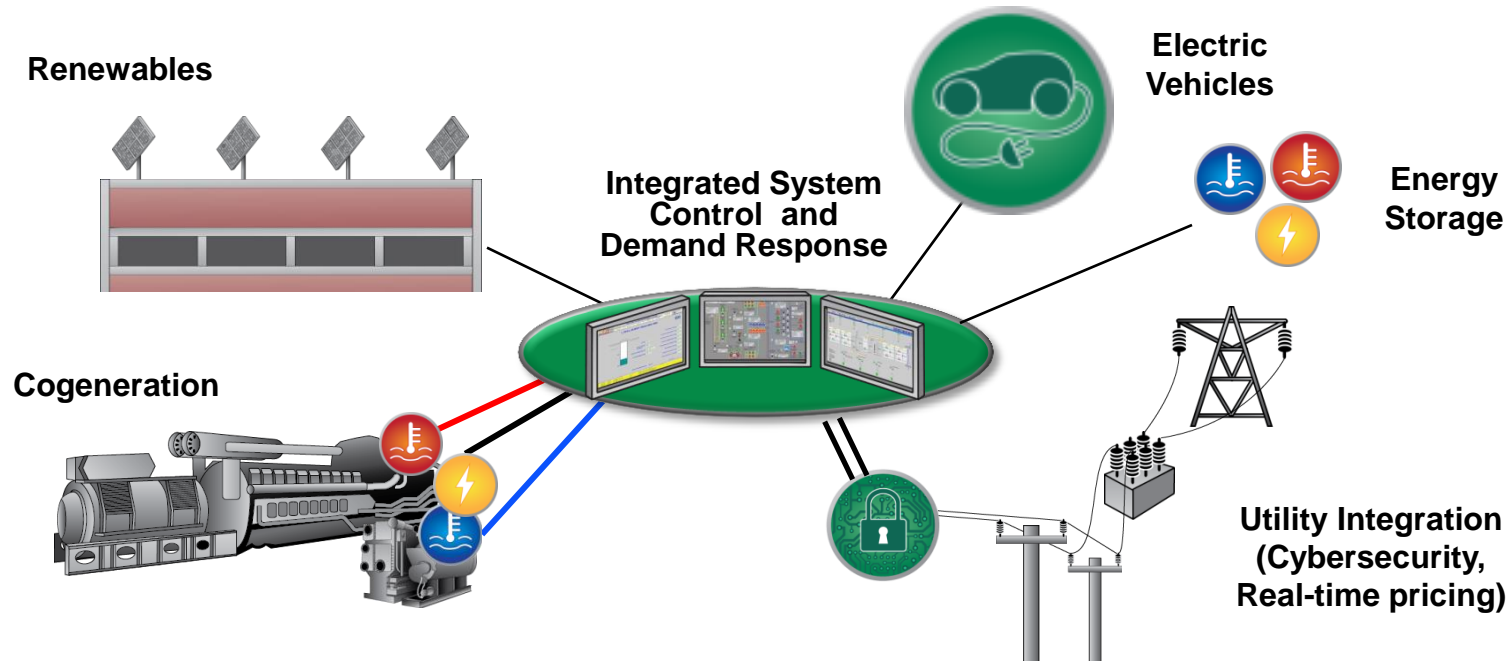 Renewables
Electric
Vehicles
Integrated System
Control and
Demand Response
Energy
Storage
Cogeneration
Utility Integration
(Cybersecurity,
Real-time pricing)